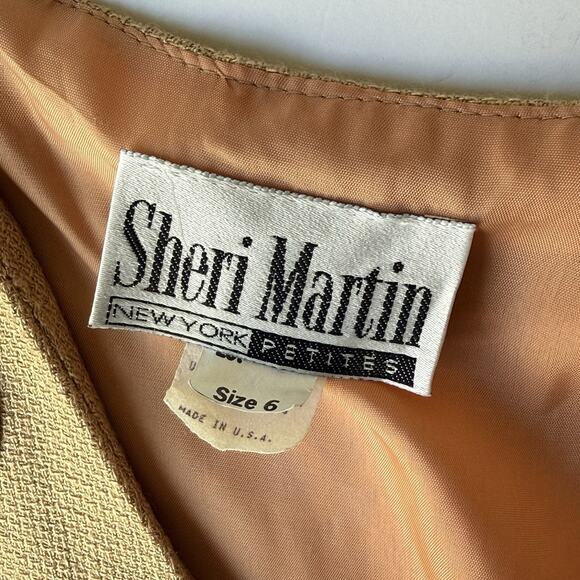 Sheri Martin
NEW YORK PETITES
Size 6
MADE IN U.S.A.